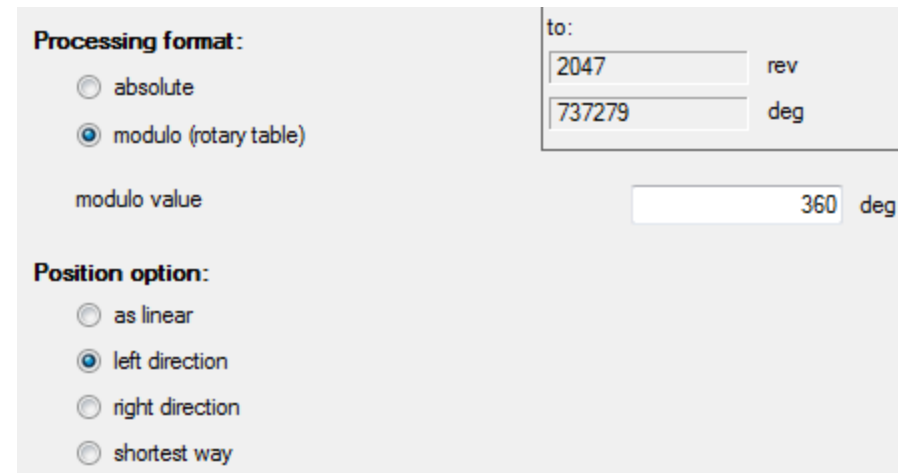 Processing format:
absolute
modulo (rotary table)
to:
2047 rev
737279 deg
modulo value 360 deg
Position option:
as linear
left direction
right direction
shortest way